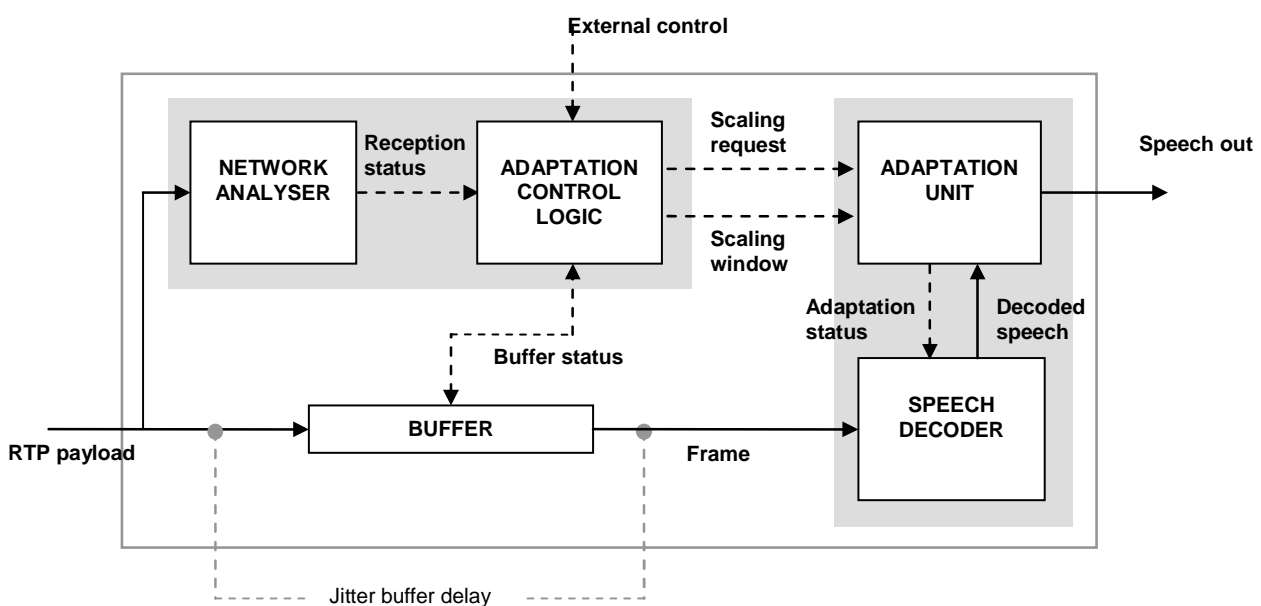 External control
NETWORK
ANALYSER
Reception
status
ADAPTATION
CONTROL
LOGIC
Scaling
request
Scaling
window
ADAPTATION
UNIT
Speech out
Adaptation
status
Decoded
speech
Buffer status
BUFFER
SPEECH
DECODER
RTP payload
Frame
Jitter buffer delay